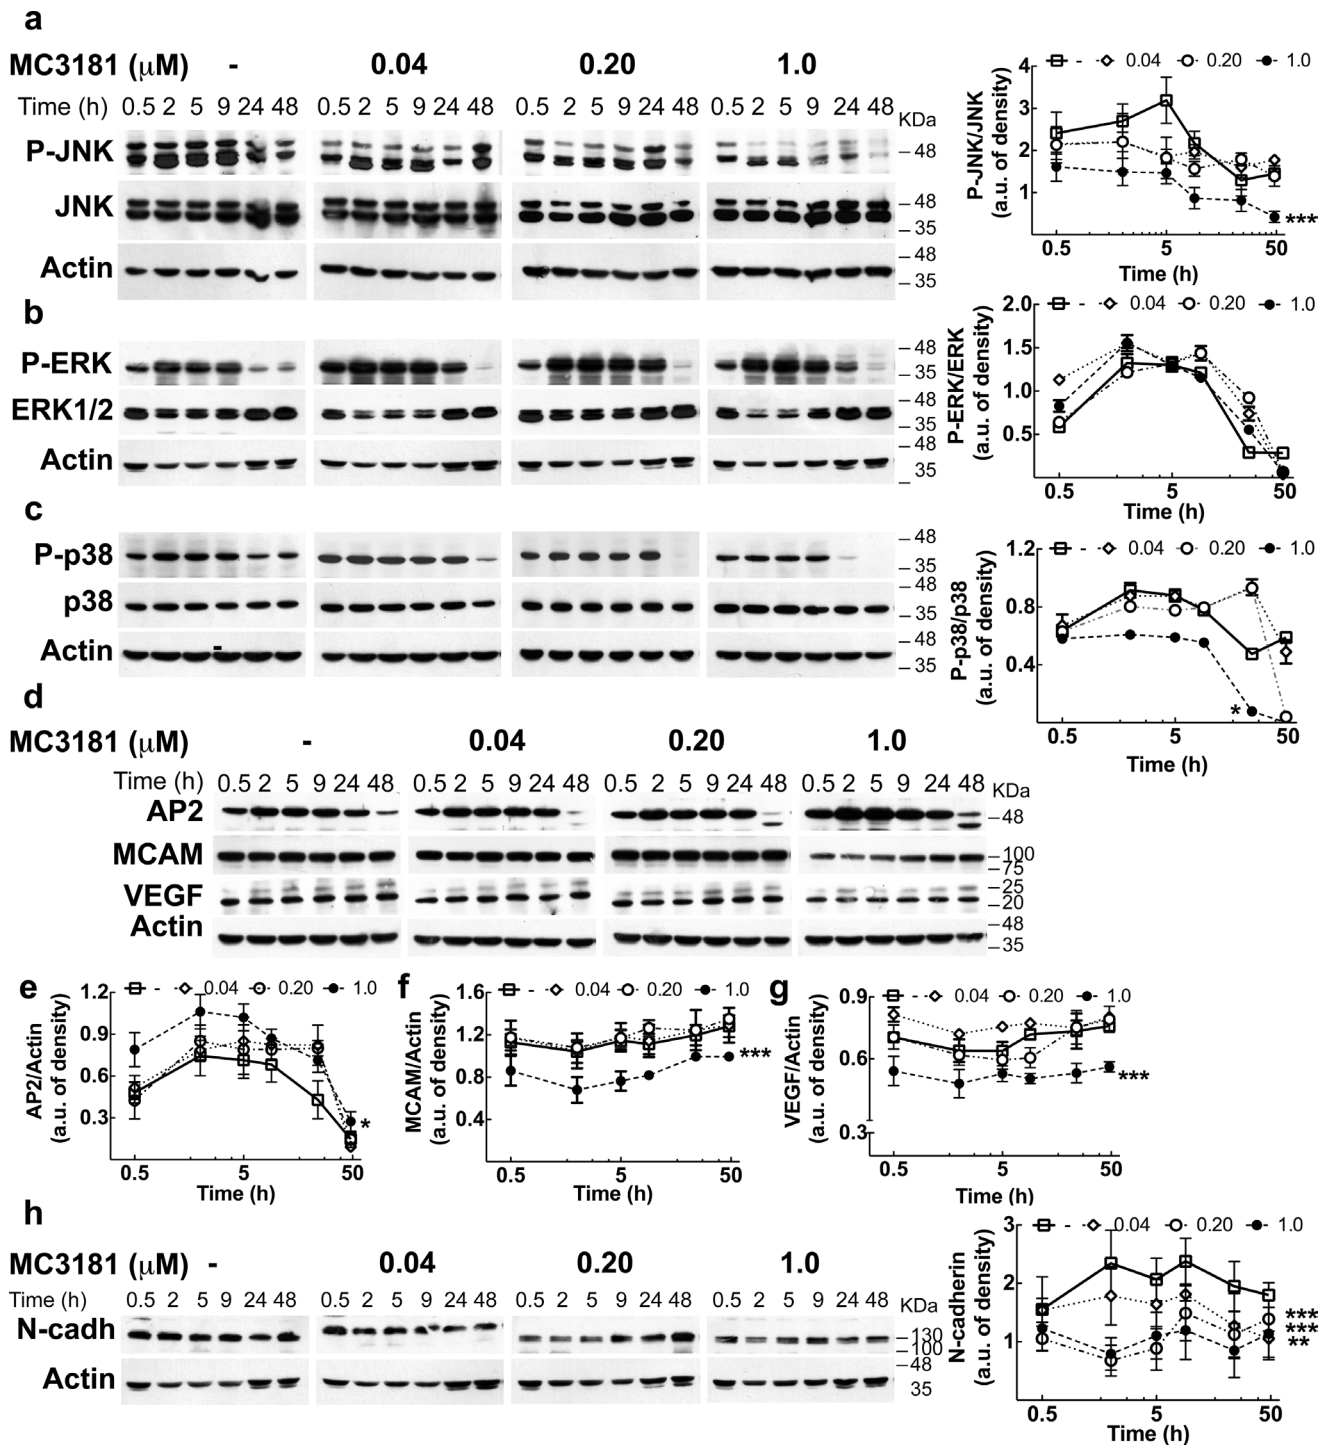 a
MC3181 (μM) - 0.04 0.20 1.0
Time (h) 0.5 2 5 9 24 48 0.5 2 5 9 24 48 0.5 2 5 9 24 48 0.5 2 5 9 24 48 KDa
P-JNK 48
JNK 48
35
Actin 48
35
- 0.04 0.20 1.0
P-JNK/JNK
(a.u. of density)
4
3
2
1
***
0.5 5 50
Time (h)
b
P-ERK 48
35
ERK1/2 48
35
Actin 48
35
- 0.04 0.20 1.0
P-ERK/ERK
(a.u. of density)
2.0
1.5
1.0
0.5
0.5 5 50
Time (h)
c
P-p38 48
35
p38 48
35
Actin 48
35
- 0.04 0.20 1.0
P-p38/p38
(a.u. of density)
1.2
0.8
0.4
*
0.5 5 50
Time (h)
d
MC3181 (μM) - 0.04 0.20 1.0
Time (h) 0.5 2 5 9 24 48 0.5 2 5 9 24 48 0.5 2 5 9 24 48 0.5 2 5 9 24 48 KDa
AP2 48
MCAM 100
75
VEGF 25
20
Actin 48
35
e
- 0.04 0.20 1.0
AP2/Actin
(a.u. of density)
1.2
0.9
0.6
0.3
*
0.5 5 50
Time (h)
f
- 0.04 0.20 1.0
MCAM/Actin
(a.u. of density)
1.6
1.2
0.8
0.4
***
0.5 5 50
Time (h)
g
- 0.04 0.20 1.0
VEGF/Actin
(a.u. of density)
0.9
0.6
0.3
***
0.5 5 50
Time (h)
h
MC3181 (μM) - 0.04 0.20 1.0
Time (h) 0.5 2 5 9 24 48 0.5 2 5 9 24 48 0.5 2 5 9 24 48 0.5 2 5 9 24 48 KDa
N-cadh 130
100
Actin 48
35
- 0.04 0.20 1.0
N-cadherin
(a.u. of density)
3
2
1
***
***
**
0.5 5 50
Time (h)